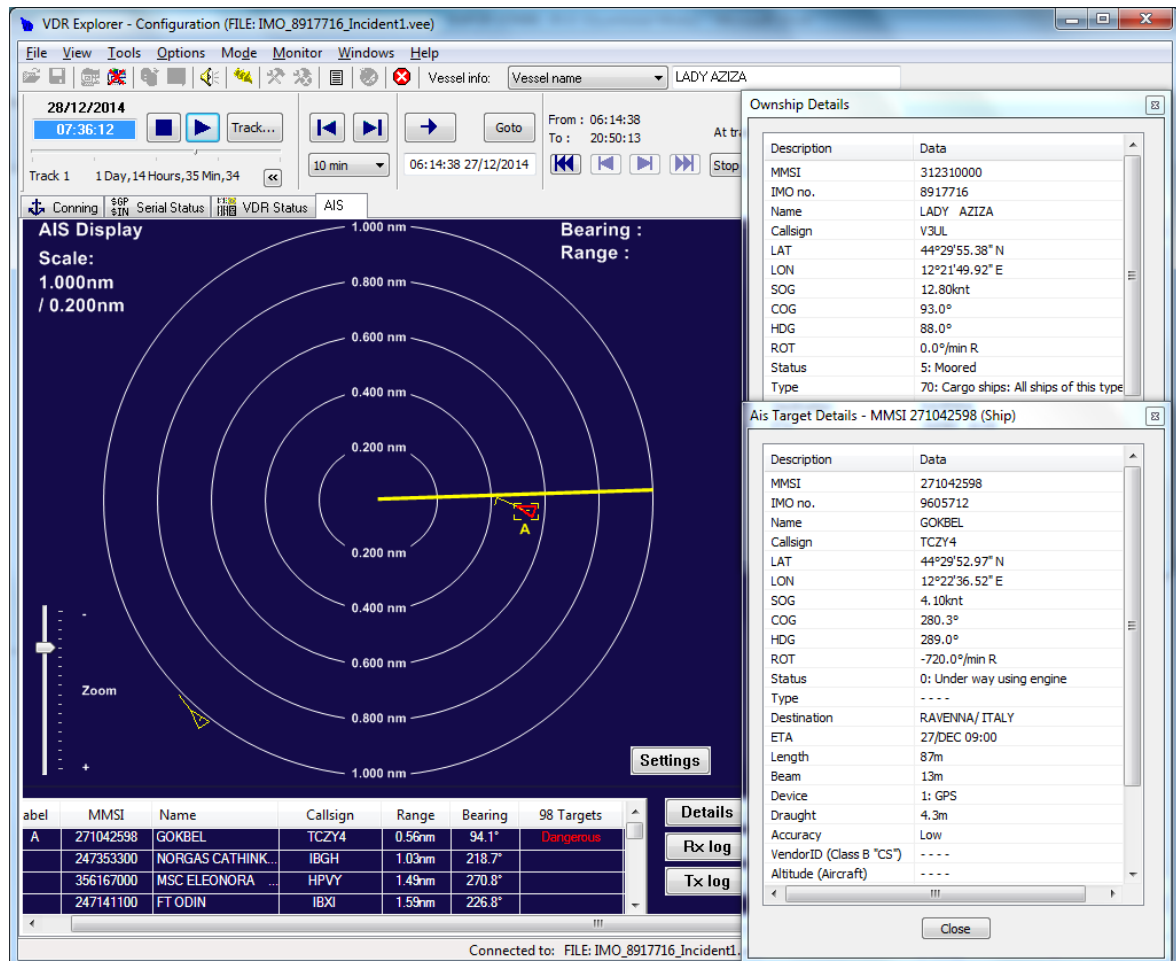 VDR Explorer - Configuration (FILE: IMO_8917716_Incident1.vee)
File View Tools Options Mode Monitor Windows Help
Vessel info: Vessel name LADY AZIZA
28/12/2014
07:36:12
Track...
10 min
Goto
06:14:38 27/12/2014
From : 06:14:38
To : 20:50:13
At tra
Stop
Track 1 1 Day,14 Hours,35 Min,34 «
Conning $GP $IN Serial Status VDR Status AIS
AIS Display
Scale:
1.000nm
/ 0.200nm
Bearing :
Range :
1.000 nm
0.800 nm
0.600 nm
0.400 nm
0.200 nm
A
0.200 nm
0.400 nm
0.600 nm
0.800 nm
1.000 nm
-
Zoom
+
Settings
abel MMSI Name Callsign Range Bearing 98 Targets
A 271042598 GOKBEL TCZY4 0.56nm 94.1° Dangerous
247353300 NORGAS CATHINK... IBGH 1.03nm 218.7°
356167000 MSC ELEONORA ... HPVY 1.49nm 270.8°
247141100 FT ODIN IBXI 1.59nm 226.8°
Details
Rx log
Tx log
Connected to: FILE: IMO_8917716_Incident1.
Ownship Details
Description Data
MMSI 312310000
IMO no. 8917716
Name LADY AZIZA
Callsign V3UL
LAT 44°29'55.38" N
LON 12°21'49.92" E
SOG 12.80knt
COG 93.0°
HDG 88.0°
ROT 0.0°/min R
Status 5: Moored
Type 70: Cargo ships: All ships of this type
Ais Target Details - MMSI 271042598 (Ship)
Description Data
MMSI 271042598
IMO no. 9605712
Name GOKBEL
Callsign TCZY4
LAT 44°29'52.97" N
LON 12°22'36.52" E
SOG 4.10knt
COG 280.3°
HDG 289.0°
ROT -720.0°/min R
Status 0: Under way using engine
Type - - - -
Destination RAVENNA/ ITALY
ETA 27/DEC 09:00
Length 87m
Beam 13m
Device 1: GPS
Draught 4.3m
Accuracy Low
VendorID (Class B "CS") - - - -
Altitude (Aircraft) - - - -
Close